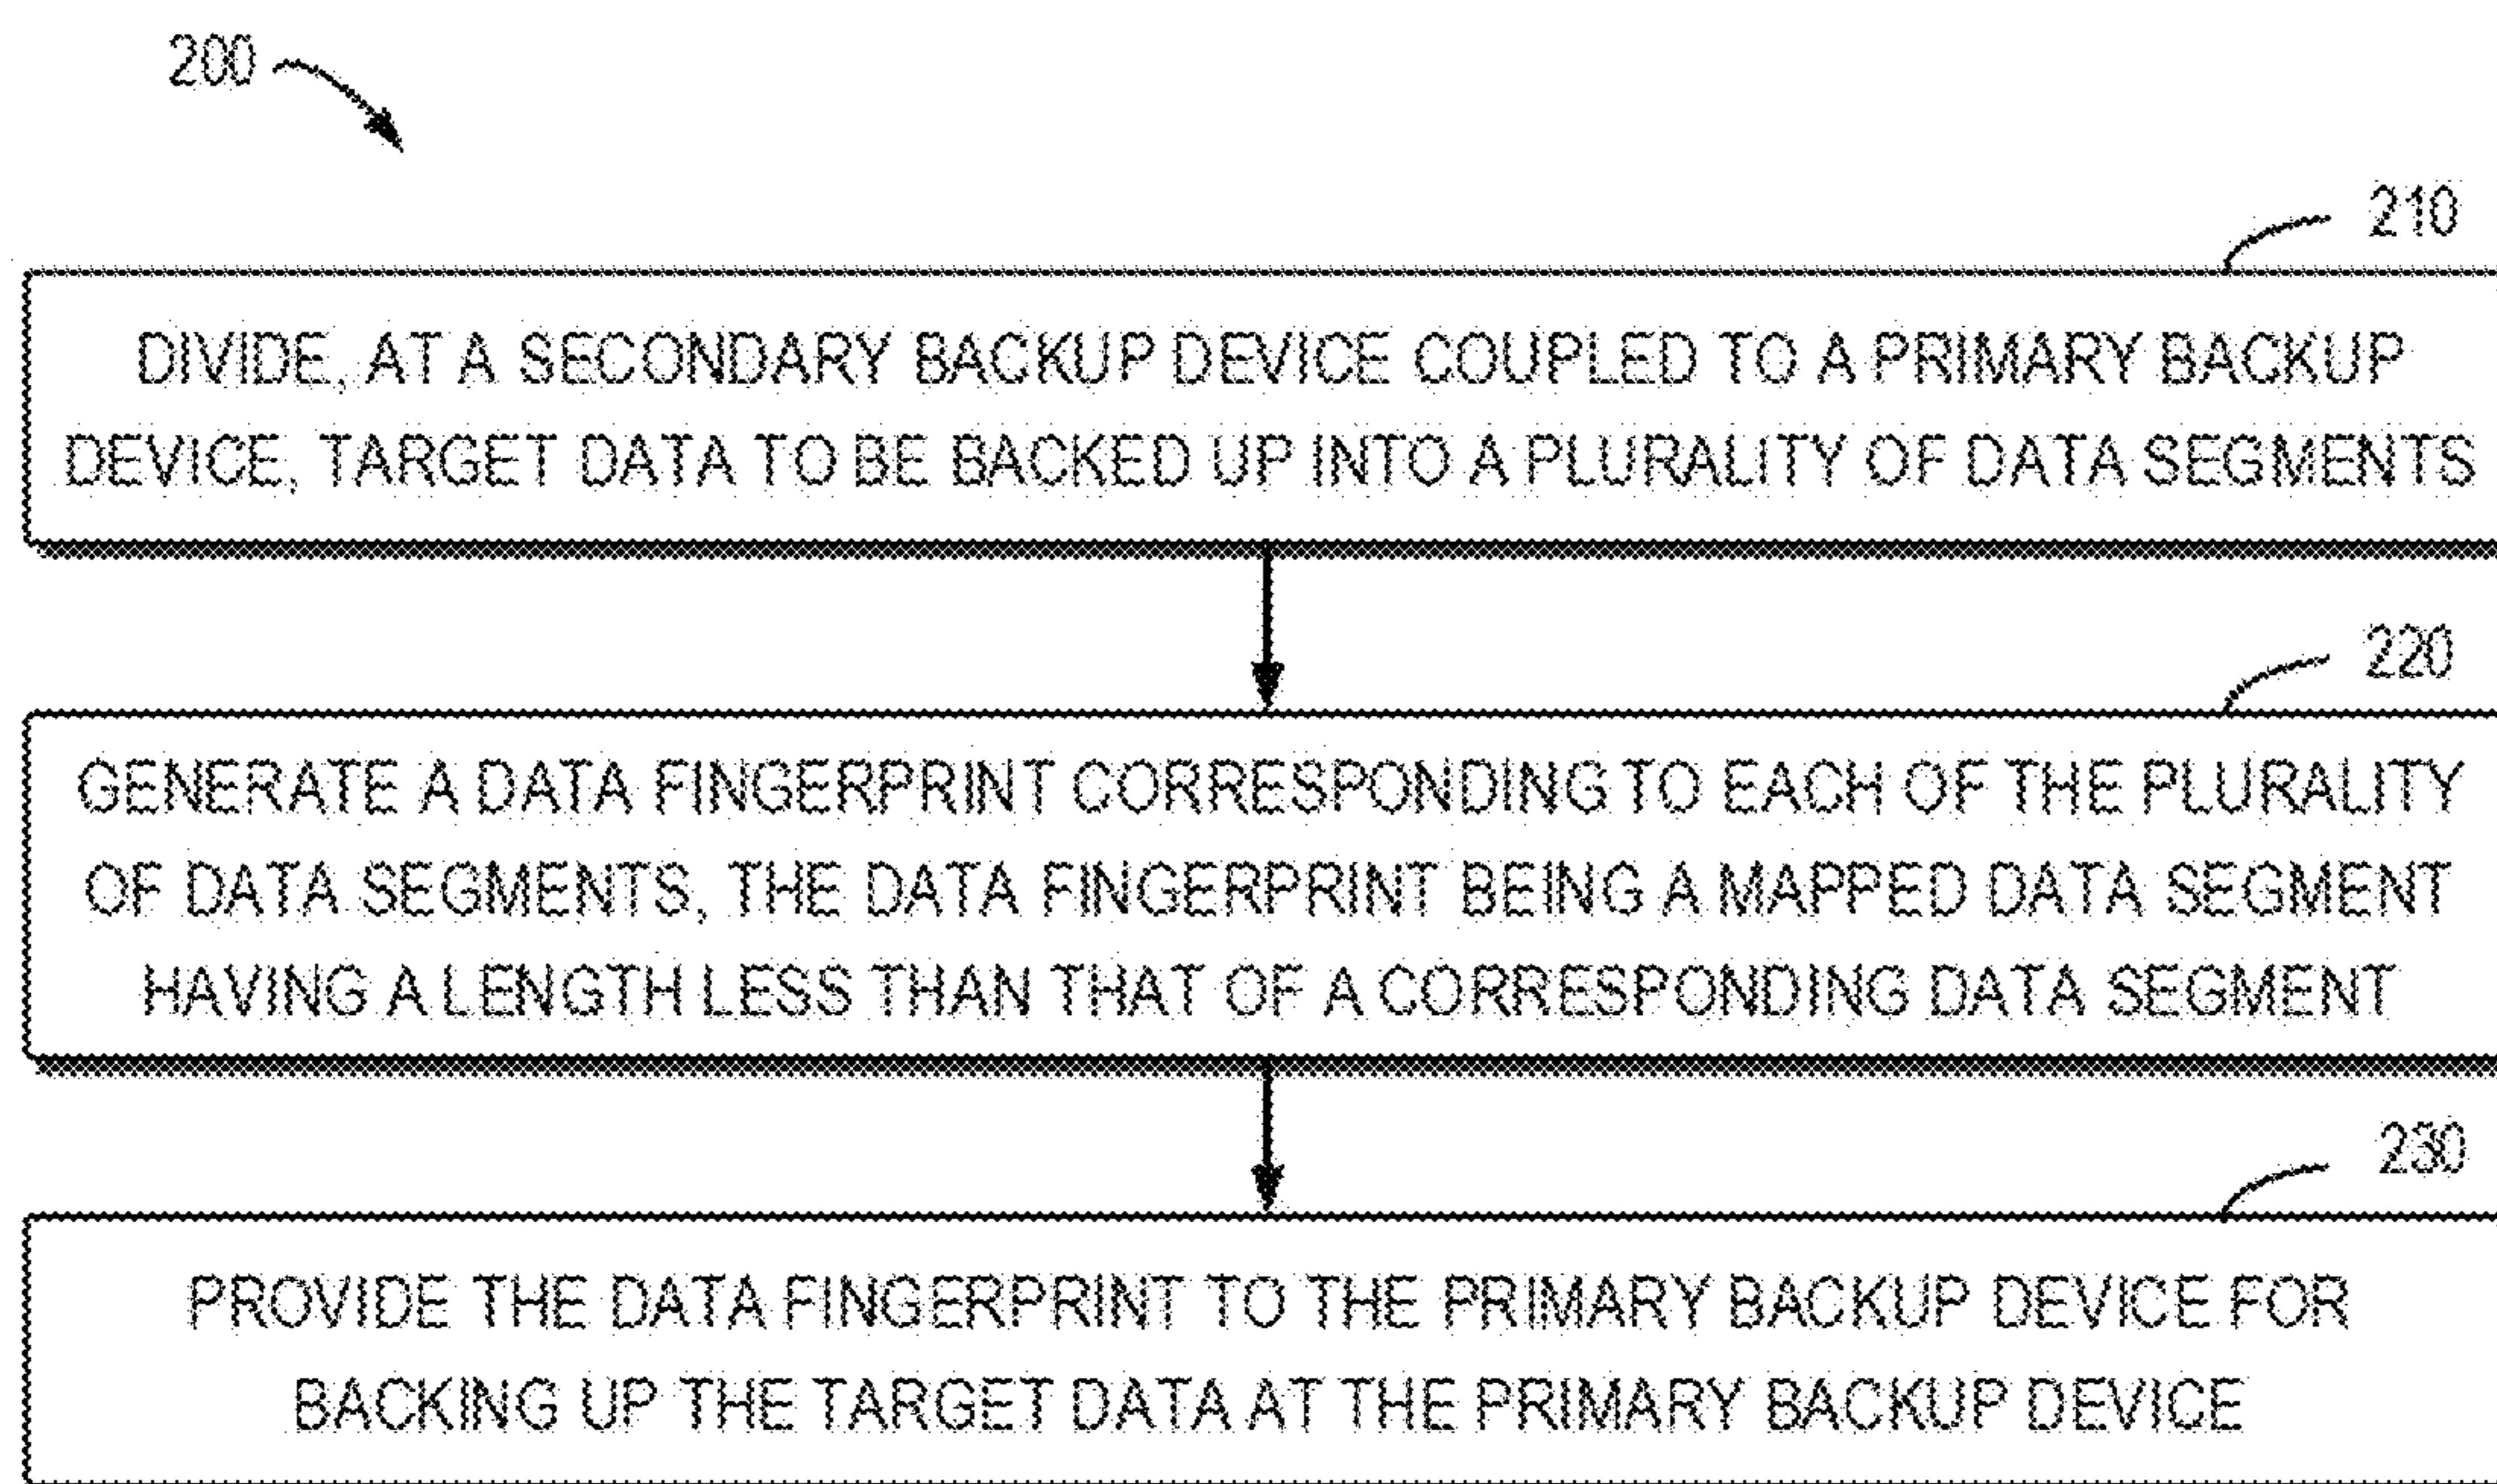 200
210
DIVIDE, AT A SECONDARY BACKUP DEVICE COUPLED TO A PRIMARY BACKUP
DEVICE, TARGET DATA TO BE BACKED UP INTO A PLURALITY OF DATA SEGMENTS
220
GENERATE A DATA FINGERPRINT CORRESPONDING TO EACH OF THE PLURALITY
OF DATA SEGMENTS, THE DATA FINGERPRINT BEING A MAPPED DATA SEGMENT
HAVING A LENGTH LESS THAN THAT OF A CORRESPONDING DATA SEGMENT
230
PROVIDE THE DATA FINGERPRINT TO THE PRIMARY BACKUP DEVICE FOR
BACKING UP THE TARGET DATA AT THE PRIMARY BACKUP DEVICE